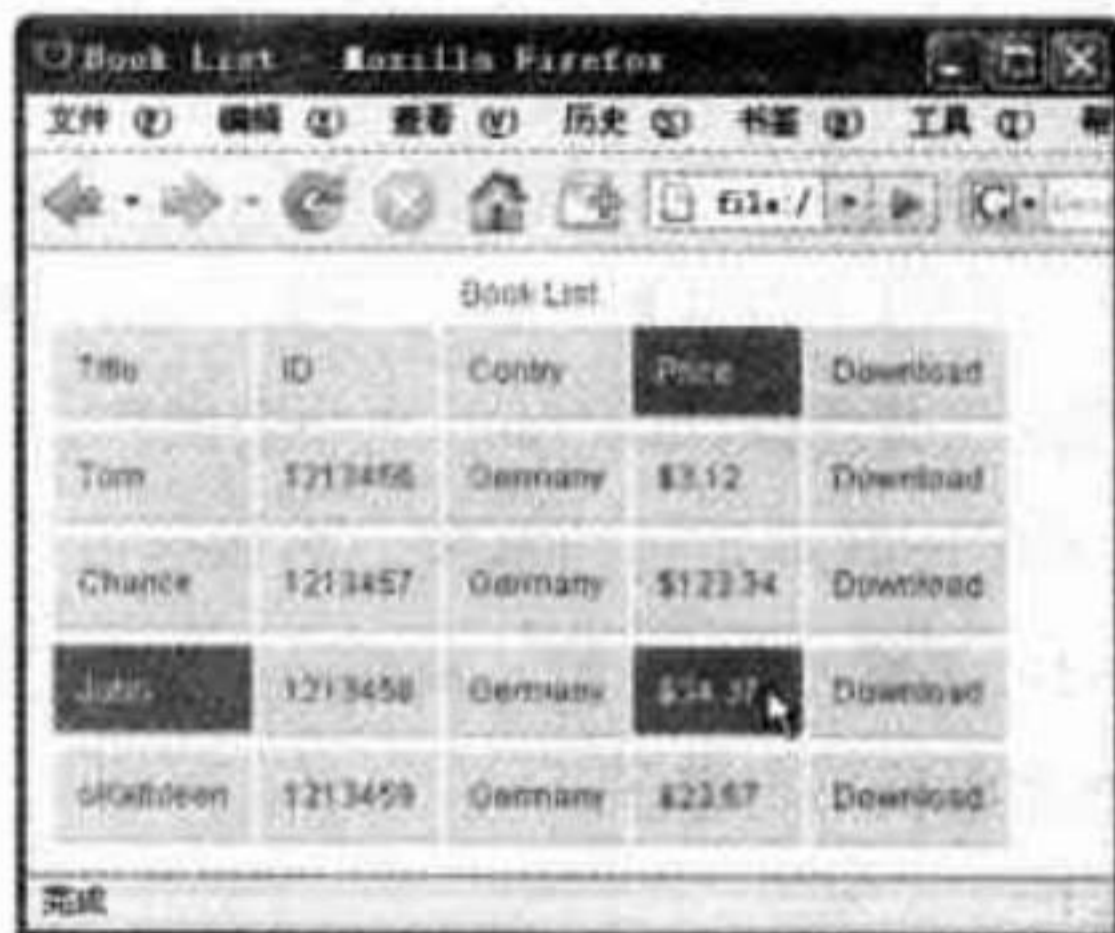 Book List - Mozilla Firefox
文件 (F) 编辑 (E) 查看 (V) 历史 (S) 书签 (B) 工具 (T) 帮
file:/
Book List
Title ID Contry Price Download
Tom 1213456 Germany $3.12 Download
Chance 1213457 Germany $123.34 Download
John 1213458 Germany Download
1213459 Germany $23.67 Download
完成